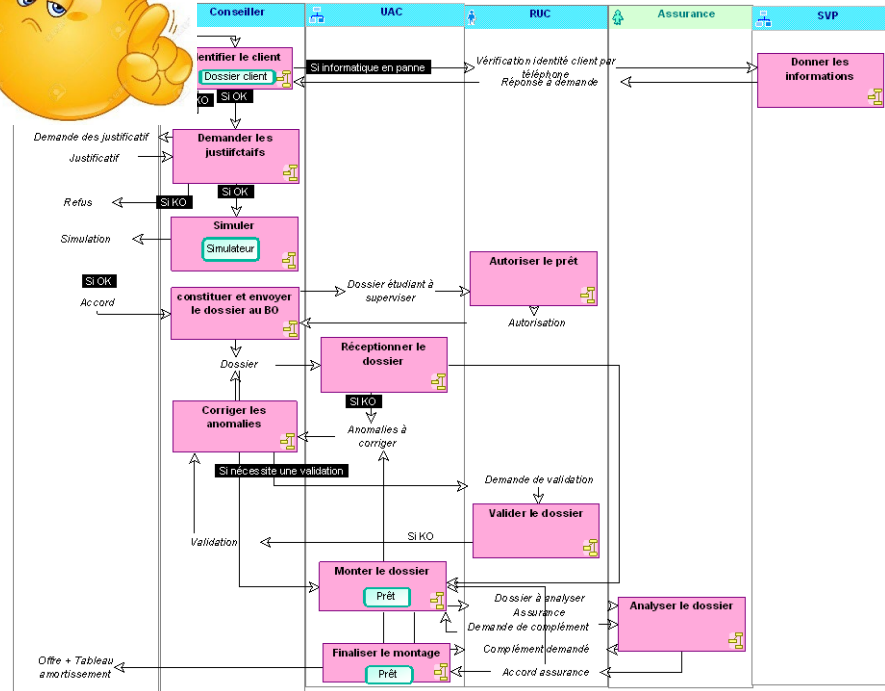 Conseiller
UAC
RUC
Assurance
SVP
entifier le client
Dossier client
Si informatique en panne
Vérification identité client par
téléphone
Réponse à demande
Donner les
informations
KO
Si OK
Demande des justificatif
Justificatif
Demander les
justiifctaifs
Refus
Si KO
Si OK
Simuler
Simulateur
Simulation
Si OK
Accord
constituer et envoyer
le dossier au BO
Dossier étudiant à
superviser
Autoriser le prêt
Autorisation
Dossier
Réceptionner le
dossier
Si KO
Anomalies à
corriger
Corriger les
anomalies
Si nécessite une validation
Demande de validation
Valider le dossier
Validation
Si KO
Monter le dossier
Prêt
Dossier à analyser
Assurance
Demande de complément
Analyser le dossier
Finaliser le montage
Prêt
Complément demandé
Accord assurance
Offre + Tableau
amortissement